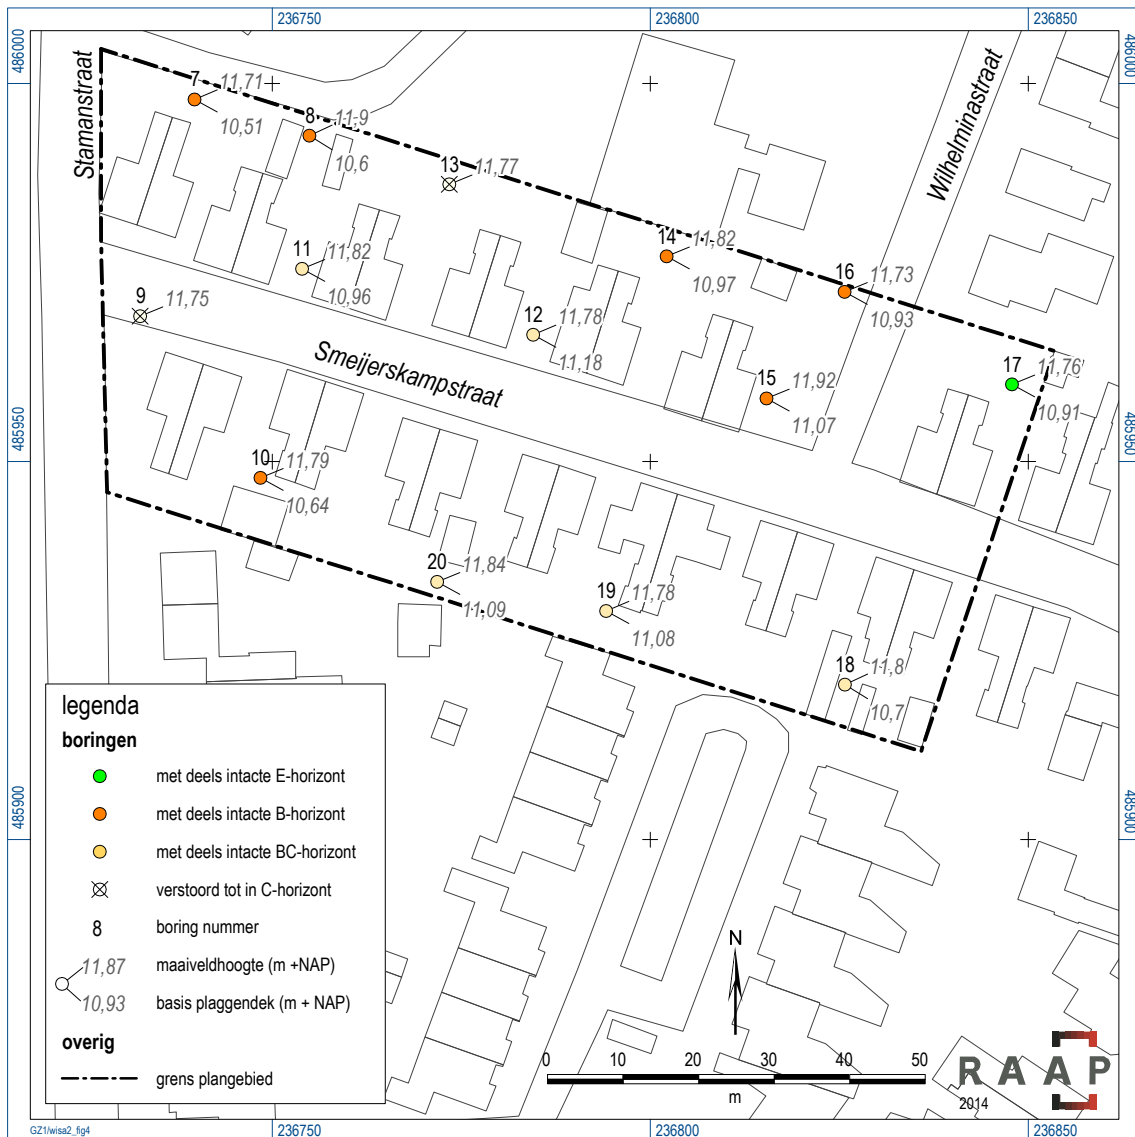 236750
236800
236850
486000
486000
Stamanstraat
Wilhelminastraat
7
11,71
10,51
8
11,9
10,6
13
11,77
14
11,82
10,97
16
11,73
10,93
11
11,82
10,96
9
11,75
12
11,78
11,18
Smeijerskampstraat
17
11,76
10,91
15
11,92
11,07
485950
485950
10
11,79
10,64
20
11,84
11,09
19
11,78
11,08
18
11,8
10,7
legenda
boringen
met deels intacte E-horizont
met deels intacte B-horizont
met deels intacte BC-horizont
verstoord tot in C-horizont
8 boring nummer
11,87 maaiveldhoogte (m +NAP)
10,93 basis plaggendek (m + NAP)
overig
grens plangebied
485900
485900
N
0 10 20 30 40 50
m
RAAP
2014
GZ1/wisa2_fig4
236750
236800
236850